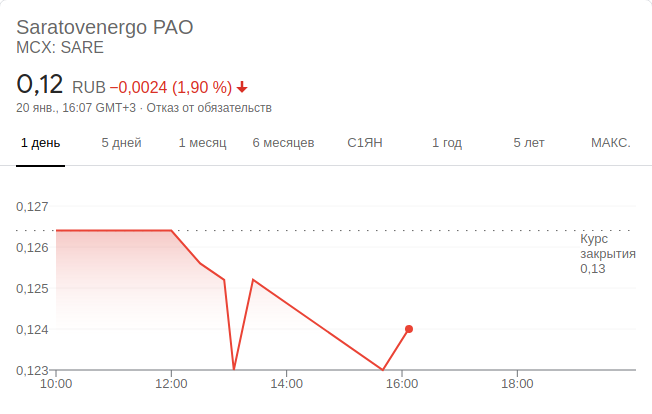 Saratovenergo PAO
MCX: SARE
0,12 RUB −0,0024 (1,90 %)
20 янв., 16:07 GMT+3 · Отказ от обязательств
1 день 5 дней 1 месяц 6 месяцев С1ЯН 1 год 5 лет МАКС.
0,127
0,126
Курс
закрытия
0,13
0,125
0,124
0,123
10:00 12:00 14:00 16:00 18:00